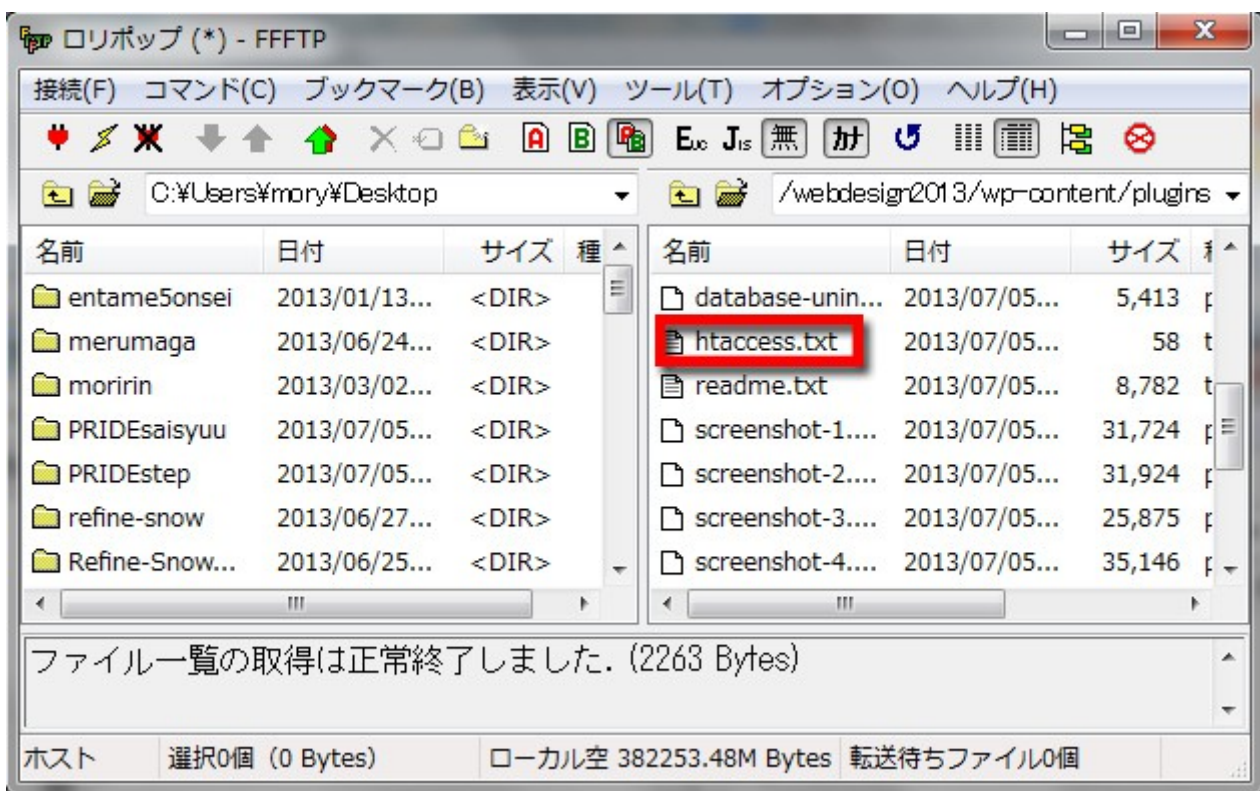 ロリポップ (*) - FFFTP
接続(F) コマンド(C) ブックマーク(B) 表示(V) ツール(T) オプション(O) ヘルプ(H)
A B Euc JIS 無 カナ
C:¥Users¥mory¥Desktop
/webdesign2013/wp-content/plugins
名前 日付 サイズ 種
entame5onsei 2013/01/13... <DIR>
merumaga 2013/06/24... <DIR>
moririn 2013/03/02... <DIR>
PRIDEsaisyuu 2013/07/05... <DIR>
PRIDEstep 2013/07/05... <DIR>
refine-snow 2013/06/27... <DIR>
Refine-Snow... 2013/06/25... <DIR>
名前 日付 サイズ
database-unin... 2013/07/05... 5,413
htaccess.txt 2013/07/05... 58 t
readme.txt 2013/07/05... 8,782 t
screenshot-1.... 2013/07/05... 31,724
screenshot-2.... 2013/07/05... 31,924
screenshot-3.... 2013/07/05... 25,875
screenshot-4.... 2013/07/05... 35,146
ファイル一覧の取得は正常終了しました. (2263 Bytes)
ホスト 選択0個 (0 Bytes) ローカル空 382253.48M Bytes 転送待ちファイル0個